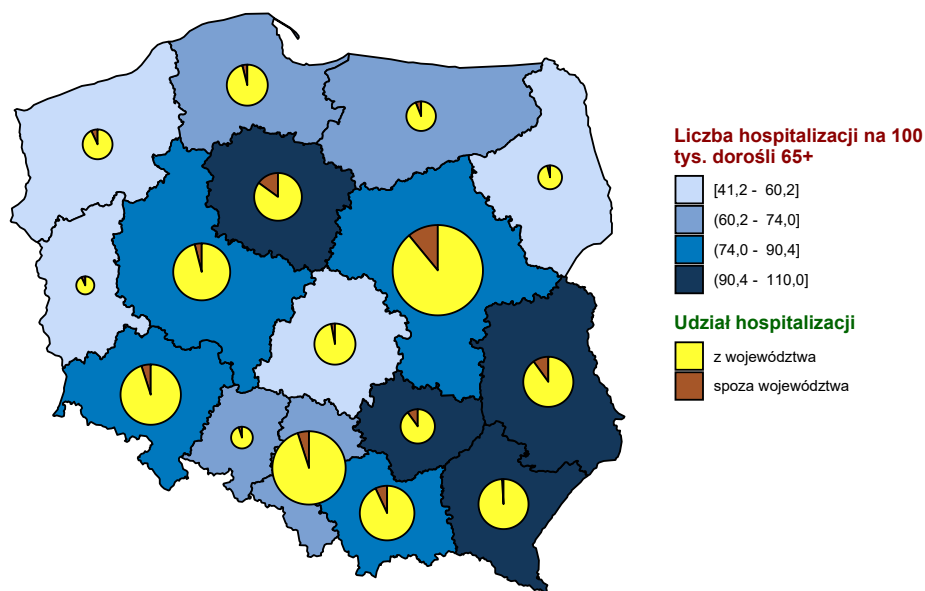 Liczba hospitalizacji na 100
tys. dorośli 65+
[41,2 - 60,2]
(60,2 - 74,0]
(74,0 - 90,4]
(90,4 - 110,0]
Udział hospitalizacji
z województwa
spoza województwa